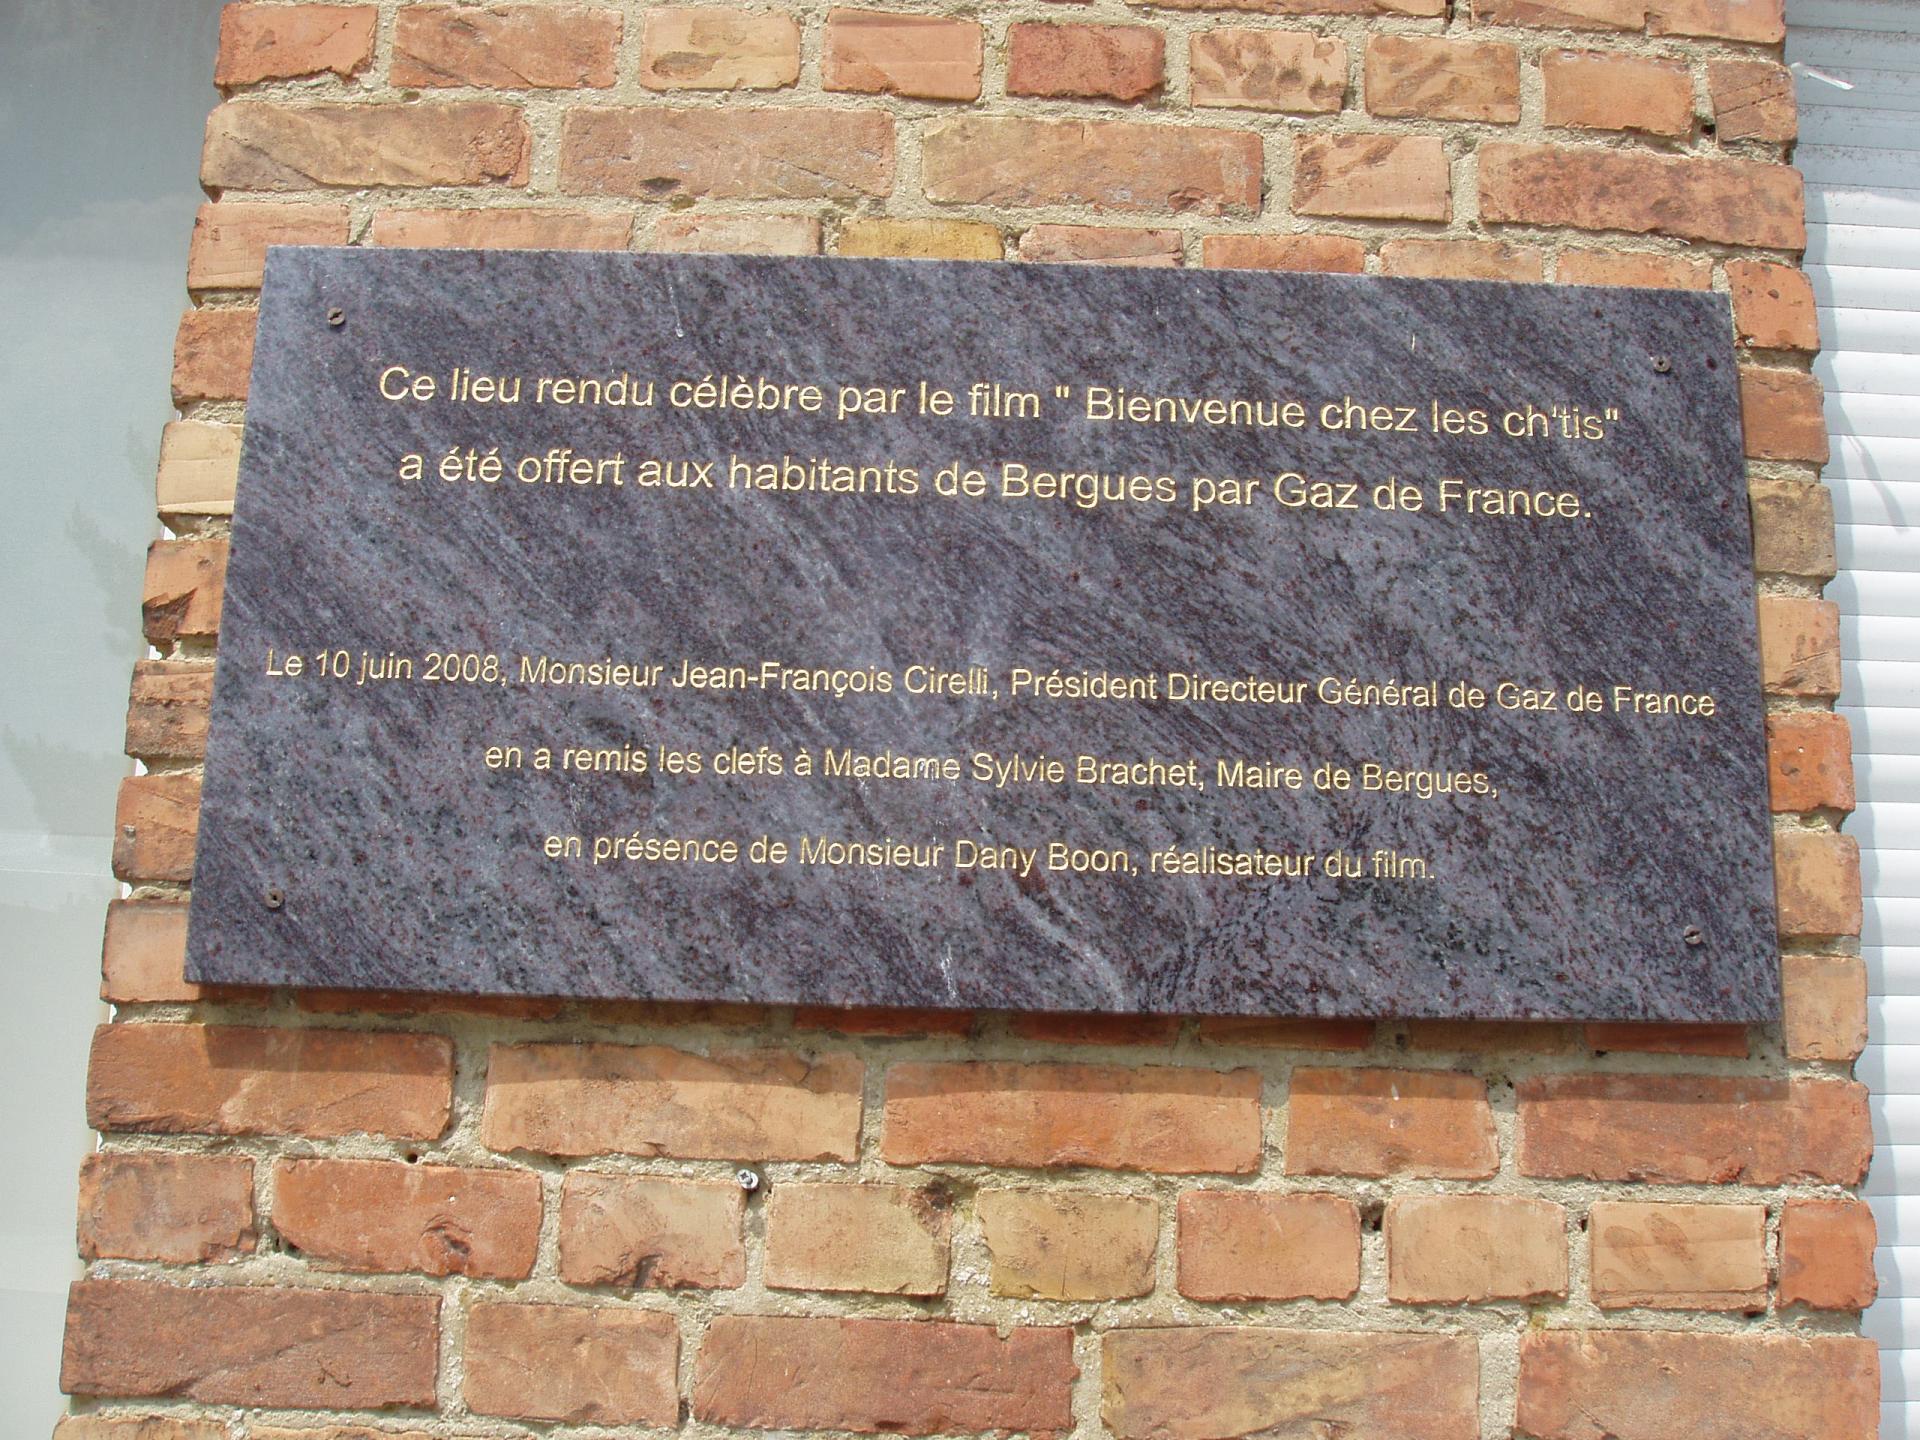 Ce lieu rendu célèbre par le film " Bienvenue chez les ch'tis"
a été offert aux habitants de Bergues par Gaz de France.
Le 10 juin 2008, Monsieur Jean-François Cirelli, Président Directeur Général de Gaz de France
en a remis les clefs à Madame Sylvie Brachet, Maire de Bergues,
en présence de Monsieur Dany Boon, réalisateur du film.